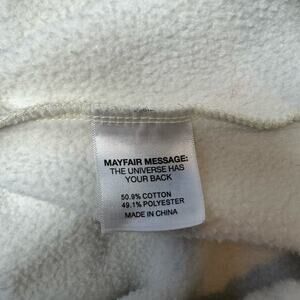 MAYFAIR MESSAGE:
THE UNIVERSE HAS
YOUR BACK
50.9% COTTON
49.1% POLYESTER
MADE IN CHINA